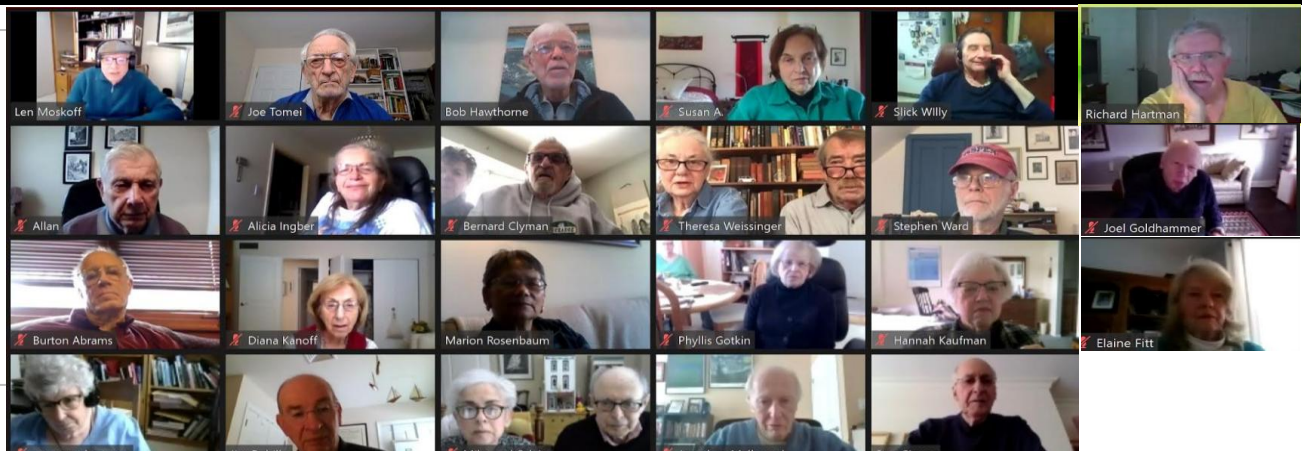 Len Moskoff
Joe Tomei
Bob Hawthorne
Susan A.
Slick WIlly
Richard Hartman
Allan
Alicia Ingber
Bernard Clyman
Theresa Weissinger
Stephen Ward
Joel Goldhammer
Burton Abrams
Diana Kanoff
Marion Rosenbaum
Phyllis Gotkin
Hannah Kaufman
Elaine Fitt